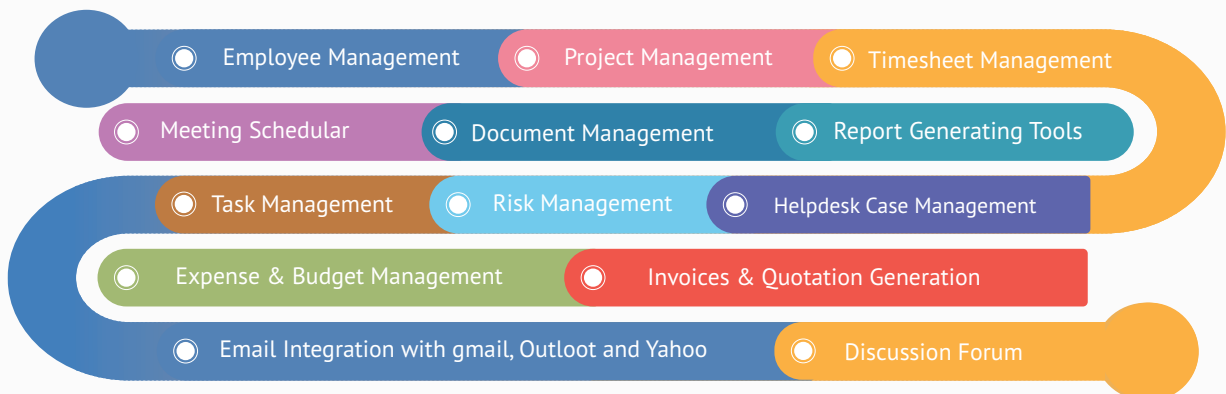 Employee Management
Project Management
Timesheet Management
Meeting Schedular
Document Management
Report Generating Tools
Task Management
Risk Management
Helpdesk Case Management
Expense & Budget Management
Invoices & Quotation Generation
Email Integration with gmail, Outloot and Yahoo
Discussion Forum